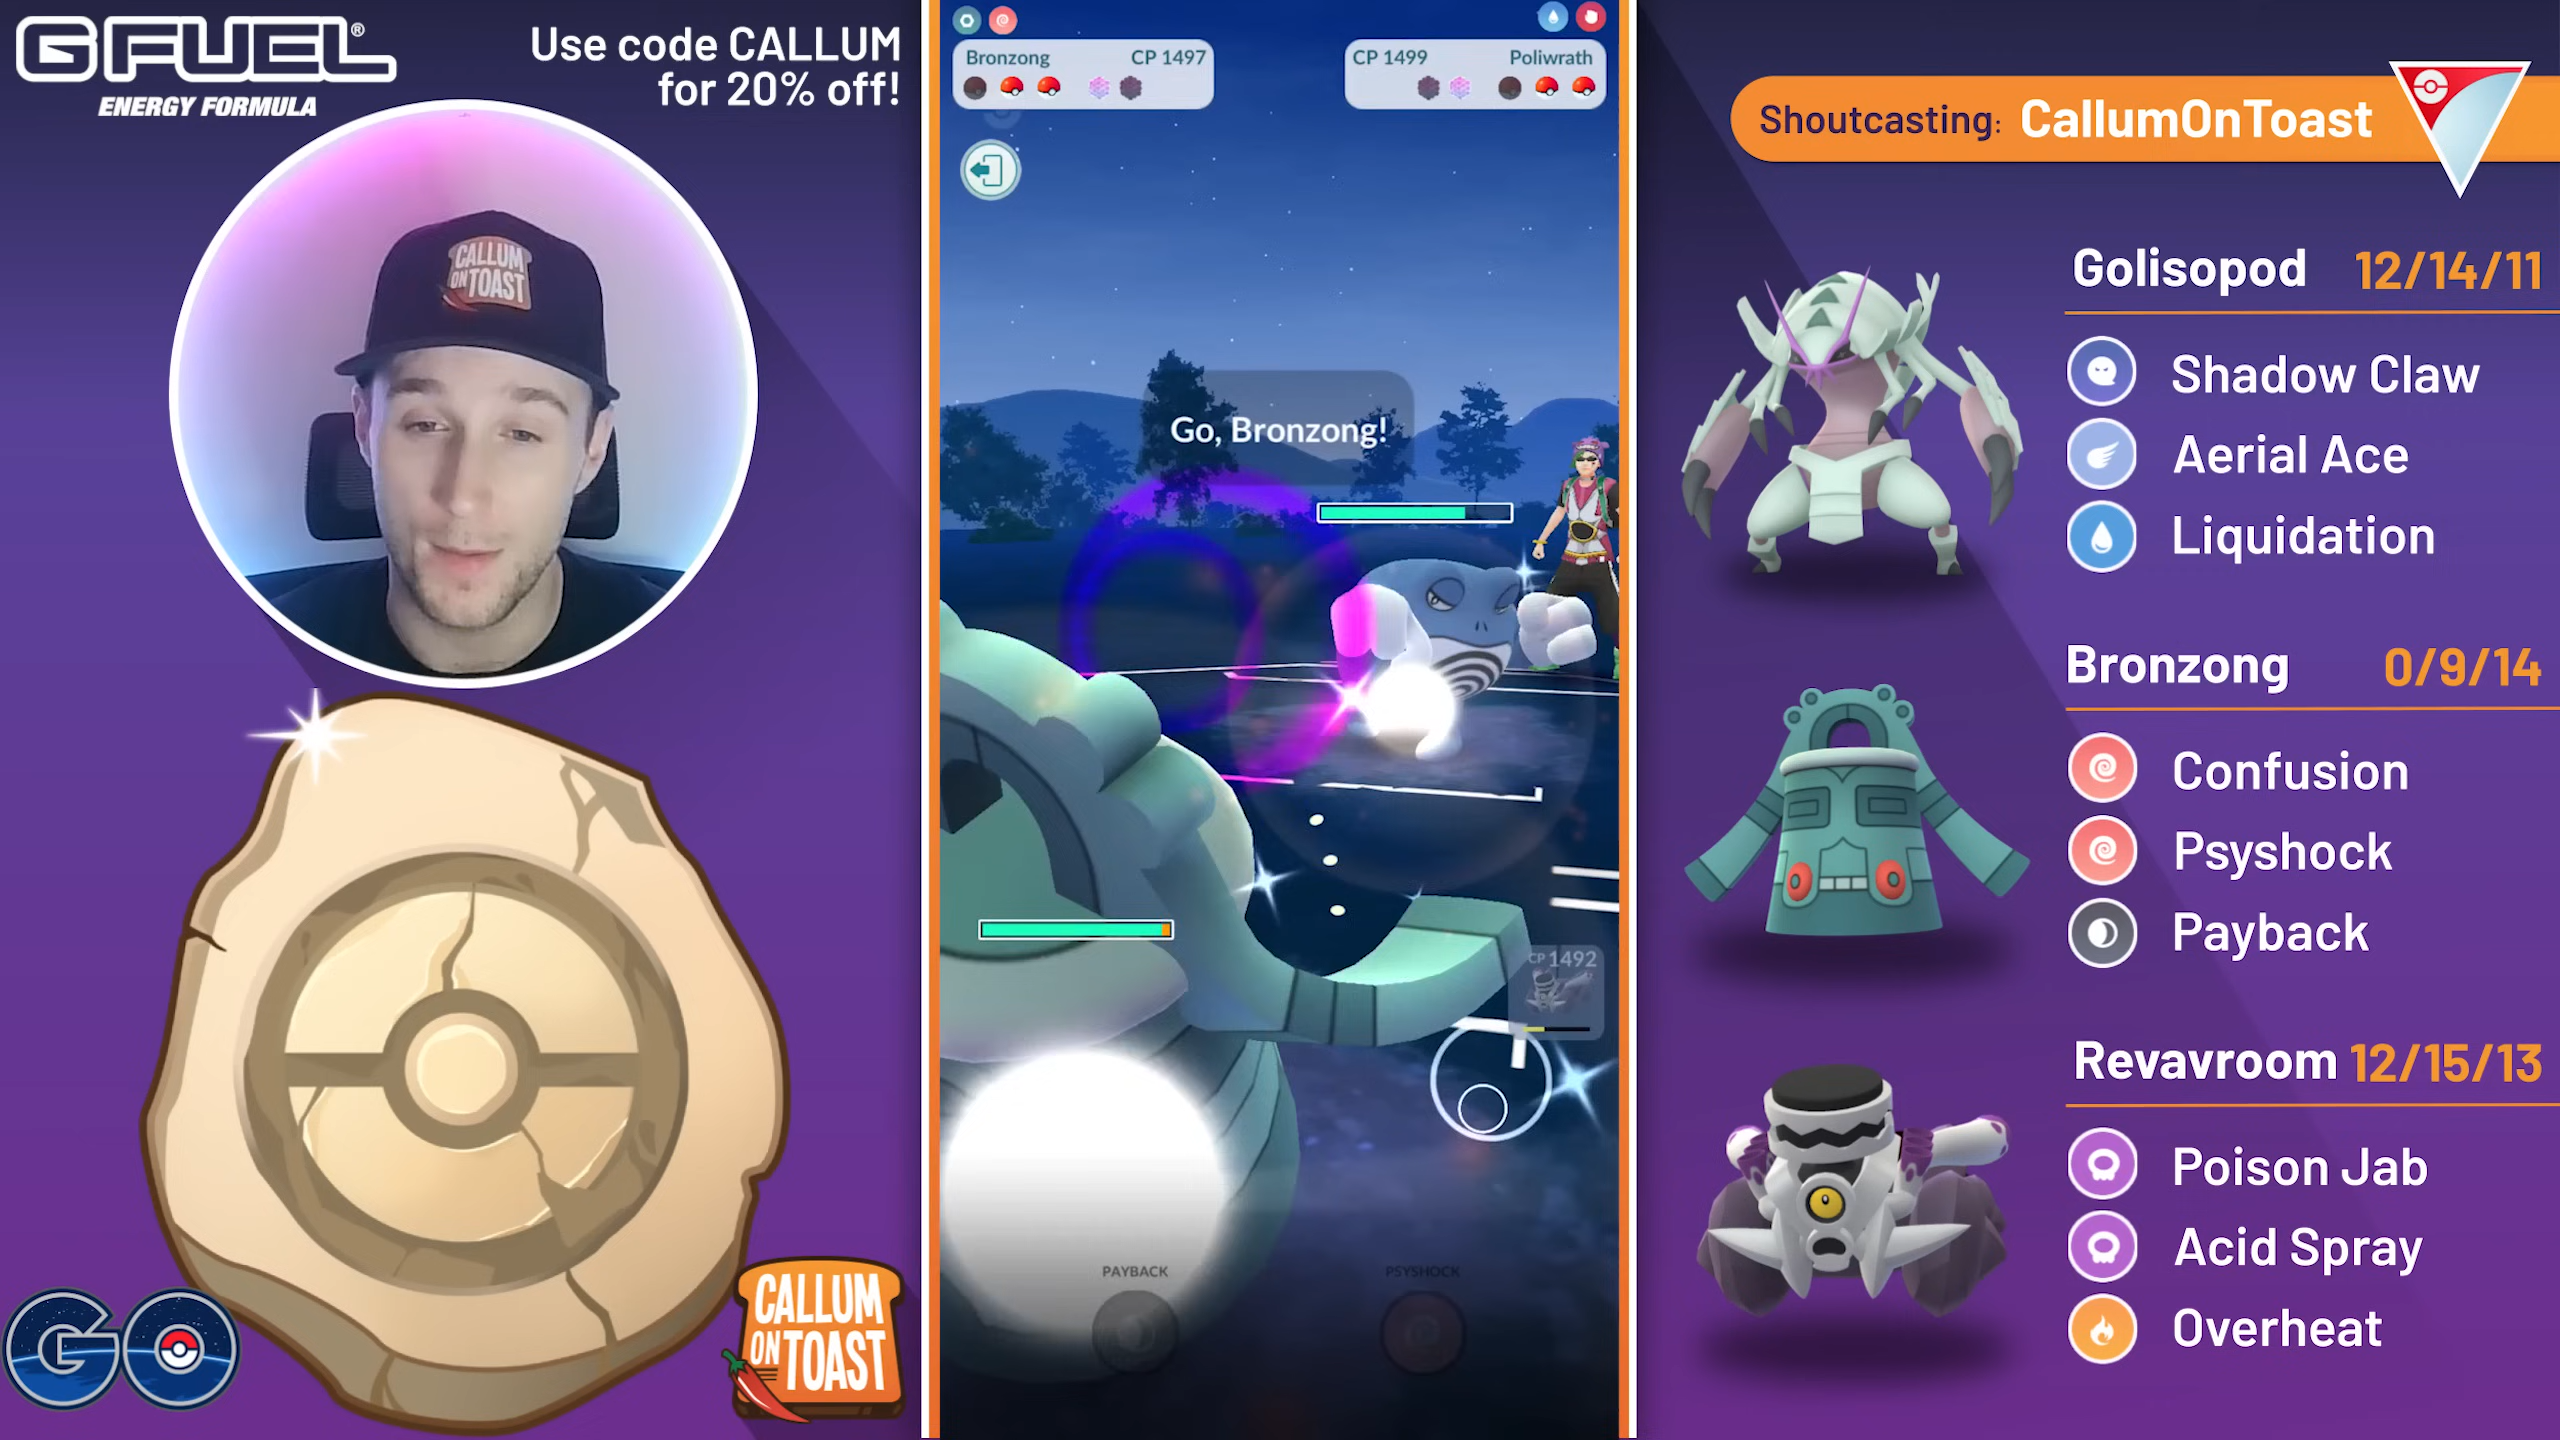 GFUEL®
ENERGY FORMULA
Use code CALLUM
for 20% off!
CALLUM
ON TOAST
GO
CALLUM
ON TOAST
Bronzong CP 1497
CP 1499 Poliwrath
Go, Bronzong!
CP 1492
PAYBACK
PSYSHOCK
Shoutcasting: CallumOnToast
Golisopod 12/14/11
Shadow Claw
Aerial Ace
Liquidation
Bronzong 0/9/14
Confusion
Psyshock
Payback
Revavroom 12/15/13
Poison Jab
Acid Spray
Overheat